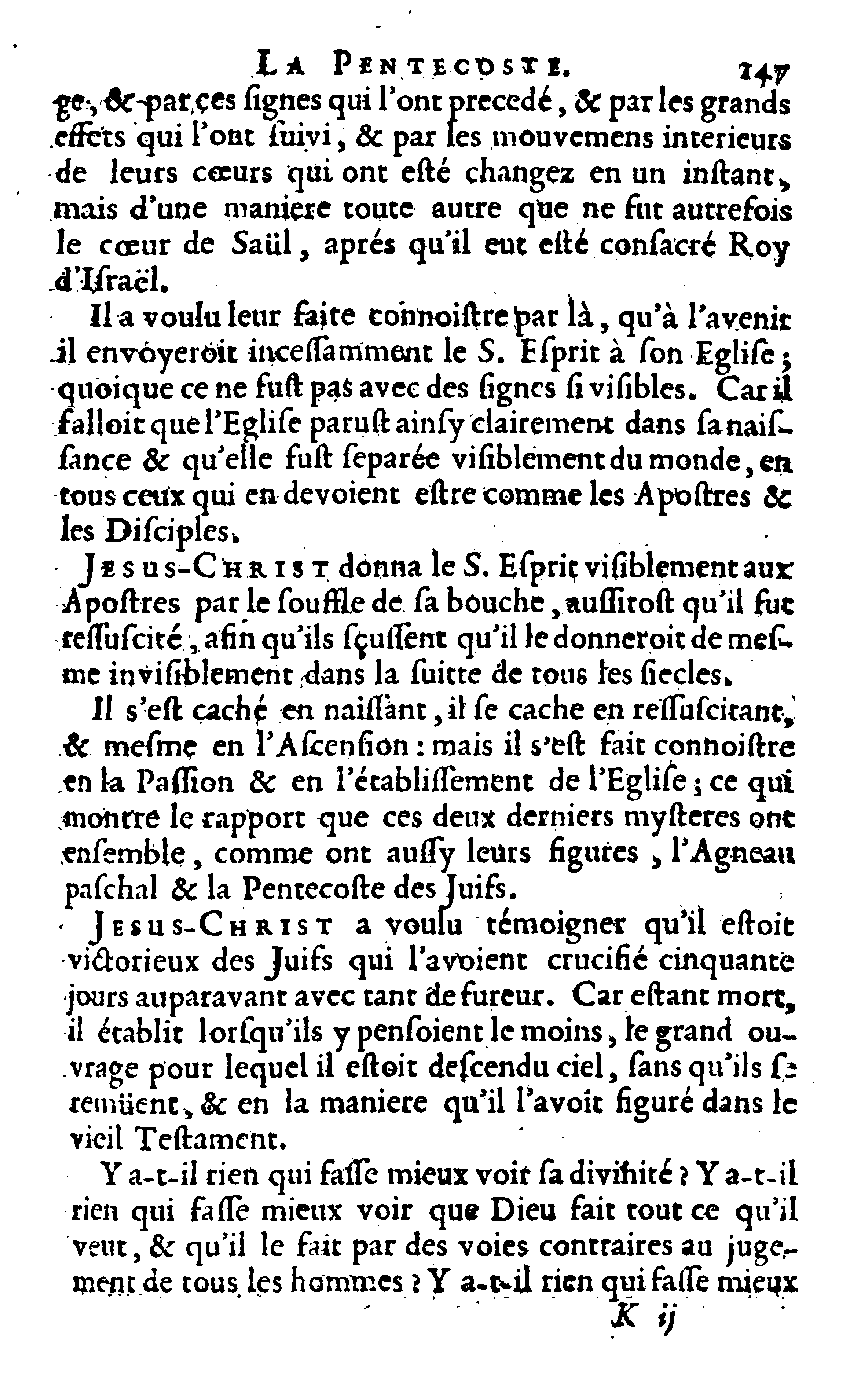 LA PENTECOSTE. 147
ge, & par ces ſignes qui l'ont precedé, & par les grands
effets qui l'ont ſuivi, & par les mouvemens interieurs
de leurs cœurs qui ont eſté changez en un inſtant,
mais d'une maniere toute autre que ne fut autrefois
le cœur de Saül, aprés qu'il eut eſté conſacré Roy
d'Iſraël.
Il a voulu leur faire connoiſtre par là, qu'à l'avenir
il envoyeroit inceſſamment le S. Eſprit à ſon Egliſe;
quoique ce ne fuſt pas avec des ſignes ſi viſibles. Car il
falloit que l'Egliſe paruſt ainſy clairement dans ſa naiſ-
ſance & qu'elle fuſt ſeparée viſiblement du monde, en
tous ceux qui en devoient eſtre comme les Apoſtres &
les Diſciples.
JESUS-CHRIST donna le S. Eſprit viſiblement aux
Apoſtres par le ſouffle de ſa bouche, auſſitoſt qu'il fut
reſſuſcité, afin qu'ils ſçuſſent qu'il le donneroit de meſ-
me inviſiblement dans la ſuitte de tous les ſiecles.
Il s'eſt caché en naiſſant, il ſe cache en reſſuſcitant,
& meſme en l'Aſcenſion : mais il s'eſt fait connoiſtre
en la Paſſion & en l'établiſſement de l'Egliſe; ce qui
montre le rapport que ces deux derniers myſteres ont
enſemble, comme ont auſſy leurs figures, l'Agneau
paſchal & la Pentecoſte des Juifs.
JESUS-CHRIST a voulu témoigner qu'il eſtoit
victorieux des Juifs qui l'avoient crucifié cinquante
jours auparavant avec tant de fureur. Car eſtant mort,
il établit lorſqu'ils y penſoient le moins, le grand ou-
vrage pour lequel il eſtoit deſcendu ciel, ſans qu'ils ſe
remüent, & en la maniere qu'il l'avoit figuré dans le
vieil Teſtament.
Y a-t-il rien qui faſſe mieux voir ſa divinité ? Y a-t-il
rien qui faſſe mieux voir que Dieu fait tout ce qu'il
veut, & qu'il le fait par des voies contraires au juge-
ment de tous les hommes ? Y a-t-il rien qui faſſe mieux
K ij